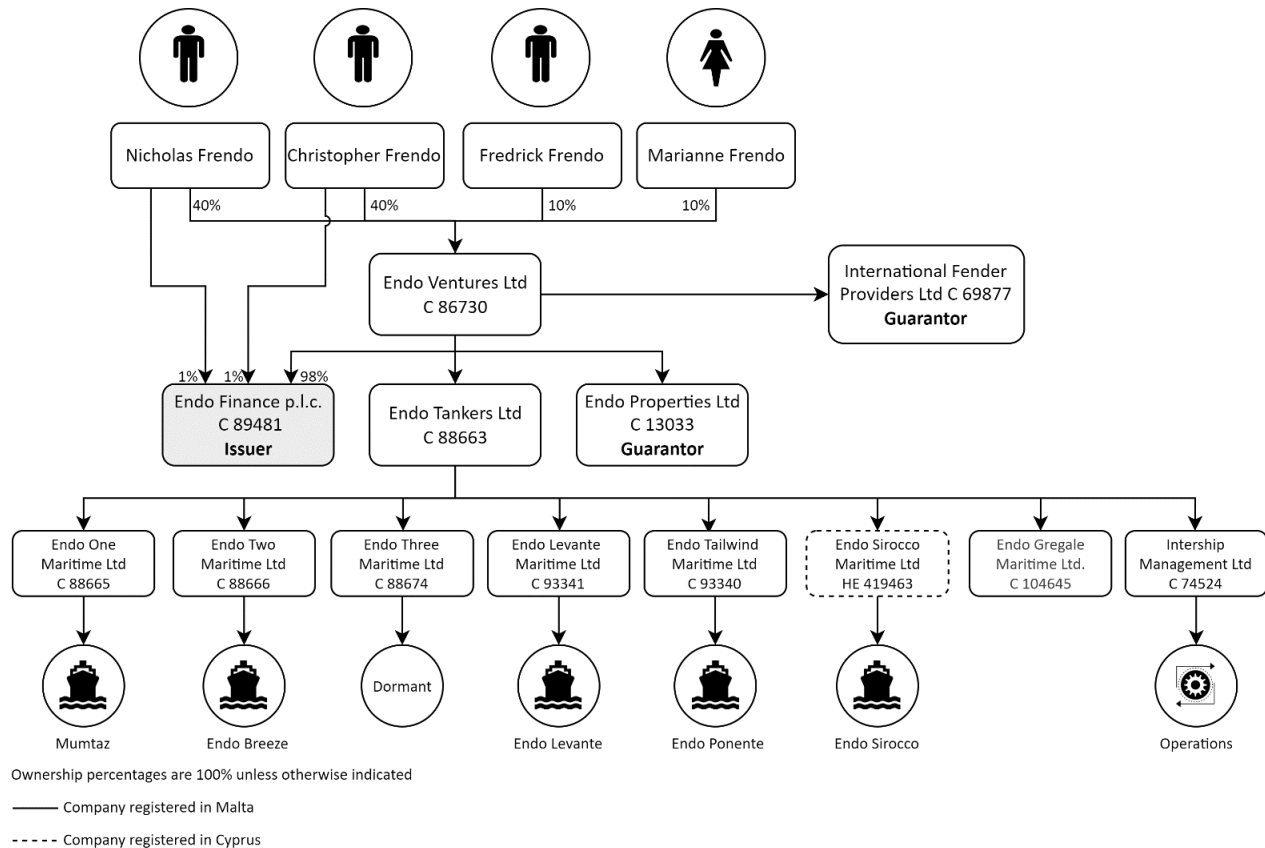 Nicholas Frendo
Christopher Frendo
Fredrick Frendo
Marianne Frendo
40%
40%
10%
10%
Endo Ventures Ltd
C 86730
International Fender
Providers Ltd C 69877
Guarantor
1%
1%
98%
Endo Finance p.l.c.
C 89481
Issuer
Endo Tankers Ltd
C 88663
Endo Properties Ltd
C 13033
Guarantor
Endo One
Maritime Ltd
C 88665
Endo Two
Maritime Ltd
C 88666
Endo Three
Maritime Ltd
C 88674
Endo Levante
Maritime Ltd
C 93341
Endo Tailwind
Maritime Ltd
C 93340
Endo Sirocco
Maritime Ltd
HE 419463
Endo Gregale
Maritime Ltd.
C 104645
Intership
Management Ltd
C 74524
Dormant
Mumtaz
Endo Breeze
Endo Levante
Endo Ponente
Endo Sirocco
Operations
Ownership percentages are 100% unless otherwise indicated
Company registered in Malta
Company registered in Cyprus